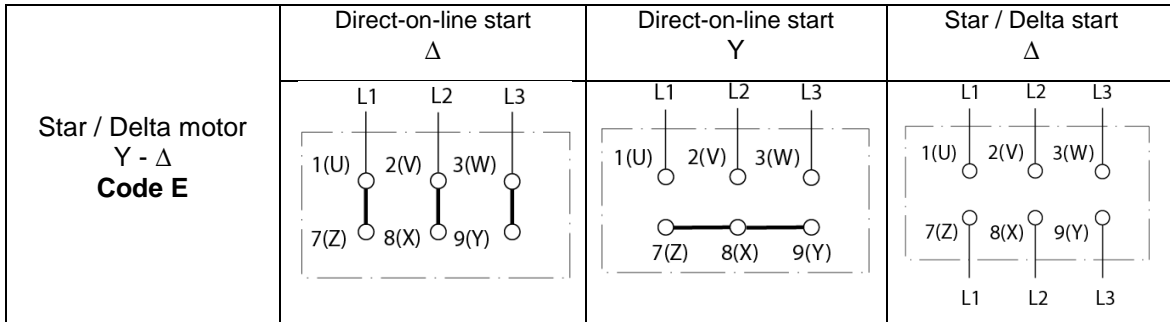 Direct-on-line start
Δ
Direct-on-line start
Y
Star / Delta start
Δ
Star / Delta motor
Y - Δ
Code E
L1 L2 L3
1(U) 2(V) 3(W)
7(Z) 8(X) 9(Y)
L1 L2 L3
1(U) 2(V) 3(W)
7(Z) 8(X) 9(Y)
L1 L2 L3
1(U) 2(V) 3(W)
7(Z) 8(X) 9(Y)
L1 L2 L3